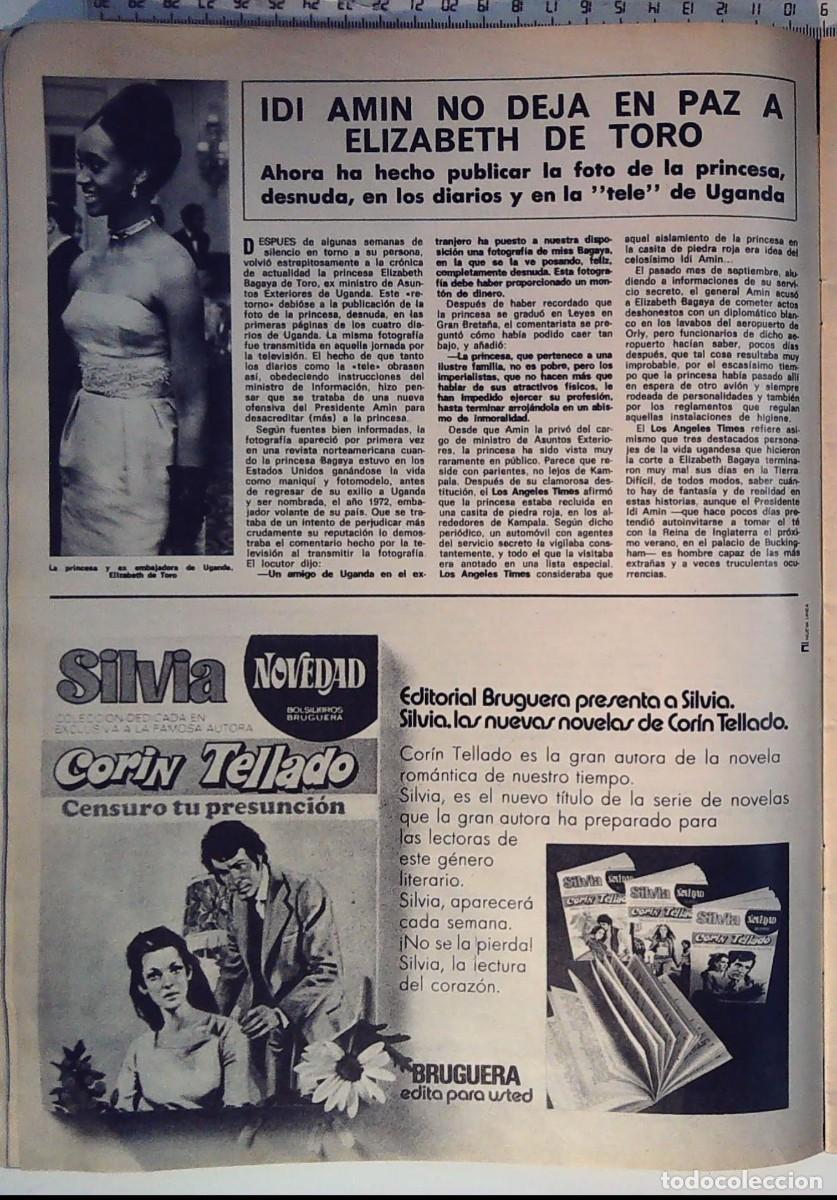 IDI AMIN NO DEJA EN PAZ A
ELIZABETH DE TORO
Ahora ha hecho publicar la foto de la princesa,
desnuda, en los diarios y en la "tele" de Uganda
La princesa y ex embajadora de Uganda,
Elizabeth de Toro
DESPUES de algunas semanas de
silencio en torno a su persona,
volvió estrepitosamente a la crónica
de actualidad la princesa Elizabeth
Bagaya de Toro, ex ministro de Asun-
tos Exteriores de Uganda. Este «re-
torno» debióse a la publicación de la
foto de la princesa, desnuda, en las
primeras páginas de los cuatro dia-
rios de Uganda. La misma fotografía
fue transmitida en aquella jornada por
la televisión. El hecho de que tanto
los diarios como la «tele» obrasen
así, obedeciendo instrucciones del
ministro de Información, hizo pen-
sar que se trataba de una nueva
ofensiva del Presidente Amin para
desacreditar (más) a la princesa.
Según fuentes bien informadas, la
fotografía apareció por primera vez
en una revista norteamericana cuan-
do la princesa Bagaya estuvo en los
Estados Unidos ganándose la vida
como maniquí y fotomodelo, antes
de regresar de su exilio a Uganda
y ser nombrada, el año 1972, emba-
jador volante de su país. Que se tra-
taba de un intento de perjudicar más
crudamente su reputación lo demos-
traba el comentario hecho por la te-
levisión al transmitir la fotografía.
El locutor dijo:
—Un amigo de Uganda en el ex-
tranjero ha puesto a nuestra dispo-
sición una fotografía de miss Bagaya,
en la que se la ve posando, feliz,
completamente desnuda. Esta fotogra-
fía debe haber proporcionado un mon-
tón de dinero.
Después de haber recordado que
la princesa se graduó en Leyes en
Gran Bretaña, el comentarista se pre-
guntó cómo había podido caer tan
bajo, y añadió:
—La princesa, que pertenece a una
ilustre familia, no es pobre, pero los
imperialistas, que no hacen más que
hablar de sus atractivos físicos, le
han impedido ejercer su profesión,
hasta terminar arrojándola en un abis-
mo de inmoralidad.
Desde que Amin la privó del car-
go de ministro de Asuntos Exterio-
res, la princesa ha sido vista muy
raramente en público. Parece que re-
side con parientes, no lejos de Kam-
pala. Después de su clamorosa des-
titución, el Los Angeles Times afirmó
que la princesa estaba recluida en
una casita de piedra roja, en los al-
rededores de Kampala. Según dicho
periódico, un automóvil con agentes
del servicio secreto la vigilaba cons-
tantemente, y todo el que la visitaba
era anotado en una lista especial.
Los Angeles Times consideraba que
aquel aislamiento de la princesa en
la casita de piedra roja era idea del
celosísimo Idi Amin...
El pasado mes de septiembre, alu-
diendo a informaciones de su servi-
cio secreto, el general Amin acusó
a Elizabeth Bagaya de cometer actos
deshonestos con un diplomático blan-
co en los lavabos del aeropuerto de
Orly, pero funcionarios de dicho ae-
ropuerto hacían saber, pocos días
después, que tal cosa resultaba muy
improbable, por el escasísimo tiem-
po que la princesa había pasado allí
en espera de otro avión y siempre
rodeada de personalidades y también
por los reglamentos que regulan
aquellas instalaciones de higiene.
El Los Angeles Times refiere asi-
mismo que tres destacados persona-
jes de la vida ugandesa que hicieron
la corte a Elizabeth Bagaya termina-
ron muy mal sus días en la Tierra.
Difícil, de todos modos, saber cuán-
to hay de fantasía y de realidad en
estas historias, aunque el Presidente
Idi Amin —que hace pocos días pre-
tendió autoinvitarse a tomar el té
con la Reina de Inglaterra el próxi-
mo verano, en el palacio de Bucking-
ham— es hombre capaz de las más
extrañas y a veces truculentas ocu-
rrencias.
NUEVA LINEA
Silvia
NOVEDAD
BOLSILIBROS
BRUGUERA
COLECCION DEDICADA EN
EXCLUSIVA A LA FAMOSA AUTORA
Corin Tellado
Censuro tu presunción
Editorial Bruguera presenta a Silvia.
Silvia, las nuevas novelas de Corín Tellado.
Corín Tellado es la gran autora de la novela
romántica de nuestro tiempo.
Silvia, es el nuevo título de la serie de novelas
que la gran autora ha preparado para
las lectoras de
este género
literario.
Silvia, aparecerá
cada semana.
¡No se la pierda!
Silvia, la lectura
del corazón.
Silvia
Corin Tellado
Silvia
Corin Tellado
Silvia
Corin Tellado
BRUGUERA
edita para usted
todocoleccion